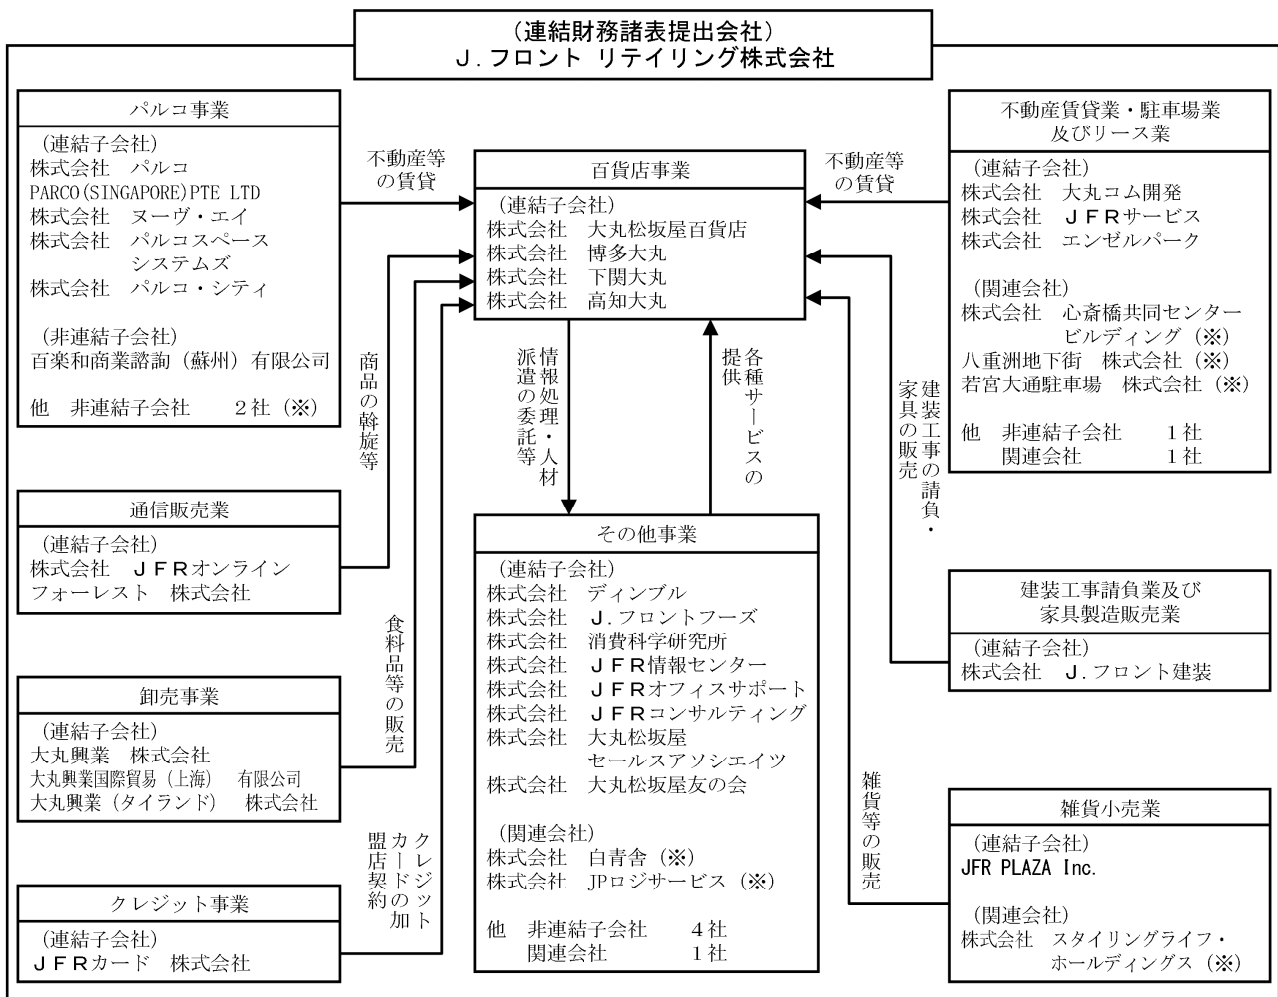 (連結財務諸表提出会社)
Ｊ.フロント リテイリング株式会社
パルコ事業
(連結子会社)
株式会社　パルコ
PARCO(SINGAPORE)PTE LTD
株式会社　ヌーヴ・エイ
株式会社　パルコスペース
システムズ
株式会社　パルコ・シティ
(非連結子会社)
百楽和商業諮詢（蘇州）有限公司
他　非連結子会社　　２社（※）
通信販売業
(連結子会社)
株式会社　ＪＦＲオンライン
フォーレスト　株式会社
卸売事業
(連結子会社)
大丸興業　株式会社
大丸興業国際貿易（上海）　有限公司
大丸興業（タイランド）　株式会社
クレジット事業
(連結子会社)
ＪＦＲカード　株式会社
不動産等
の賃貸
商品の斡旋等
食料品等の販売
クレジット
カードの加
盟店契約
百貨店事業
(連結子会社)
株式会社　大丸松坂屋百貨店
株式会社　博多大丸
株式会社　下関大丸
株式会社　高知大丸
情報処理・人材
派遣の委託等
各種サービスの
提供
その他事業
(連結子会社)
株式会社　ディンプル
株式会社　Ｊ.フロントフーズ
株式会社　消費科学研究所
株式会社　ＪＦＲ情報センター
株式会社　ＪＦＲオフィスサポート
株式会社　ＪＦＲコンサルティング
株式会社　大丸松坂屋
セールスアソシエイツ
株式会社　大丸松坂屋友の会
(関連会社)
株式会社　白青舎（※）
株式会社　JPロジサービス（※）
他　非連結子会社　　４社
関連会社　　１社
不動産等
の賃貸
建装工事の請負・
家具の販売
雑貨等の販売
不動産賃貸業・駐車場業
及びリース業
(連結子会社)
株式会社　大丸コム開発
株式会社　ＪＦＲサービス
株式会社　エンゼルパーク
(関連会社)
株式会社　心斎橋共同センター
ビルディング（※）
八重洲地下街　株式会社（※）
若宮大通駐車場　株式会社（※）
他　非連結子会社　　１社
関連会社　　１社
建装工事請負業及び
家具製造販売業
(連結子会社)
株式会社　Ｊ.フロント建装
雑貨小売業
(連結子会社)
JFR PLAZA Inc.
(関連会社)
株式会社　スタイリングライフ・
ホールディングス（※）